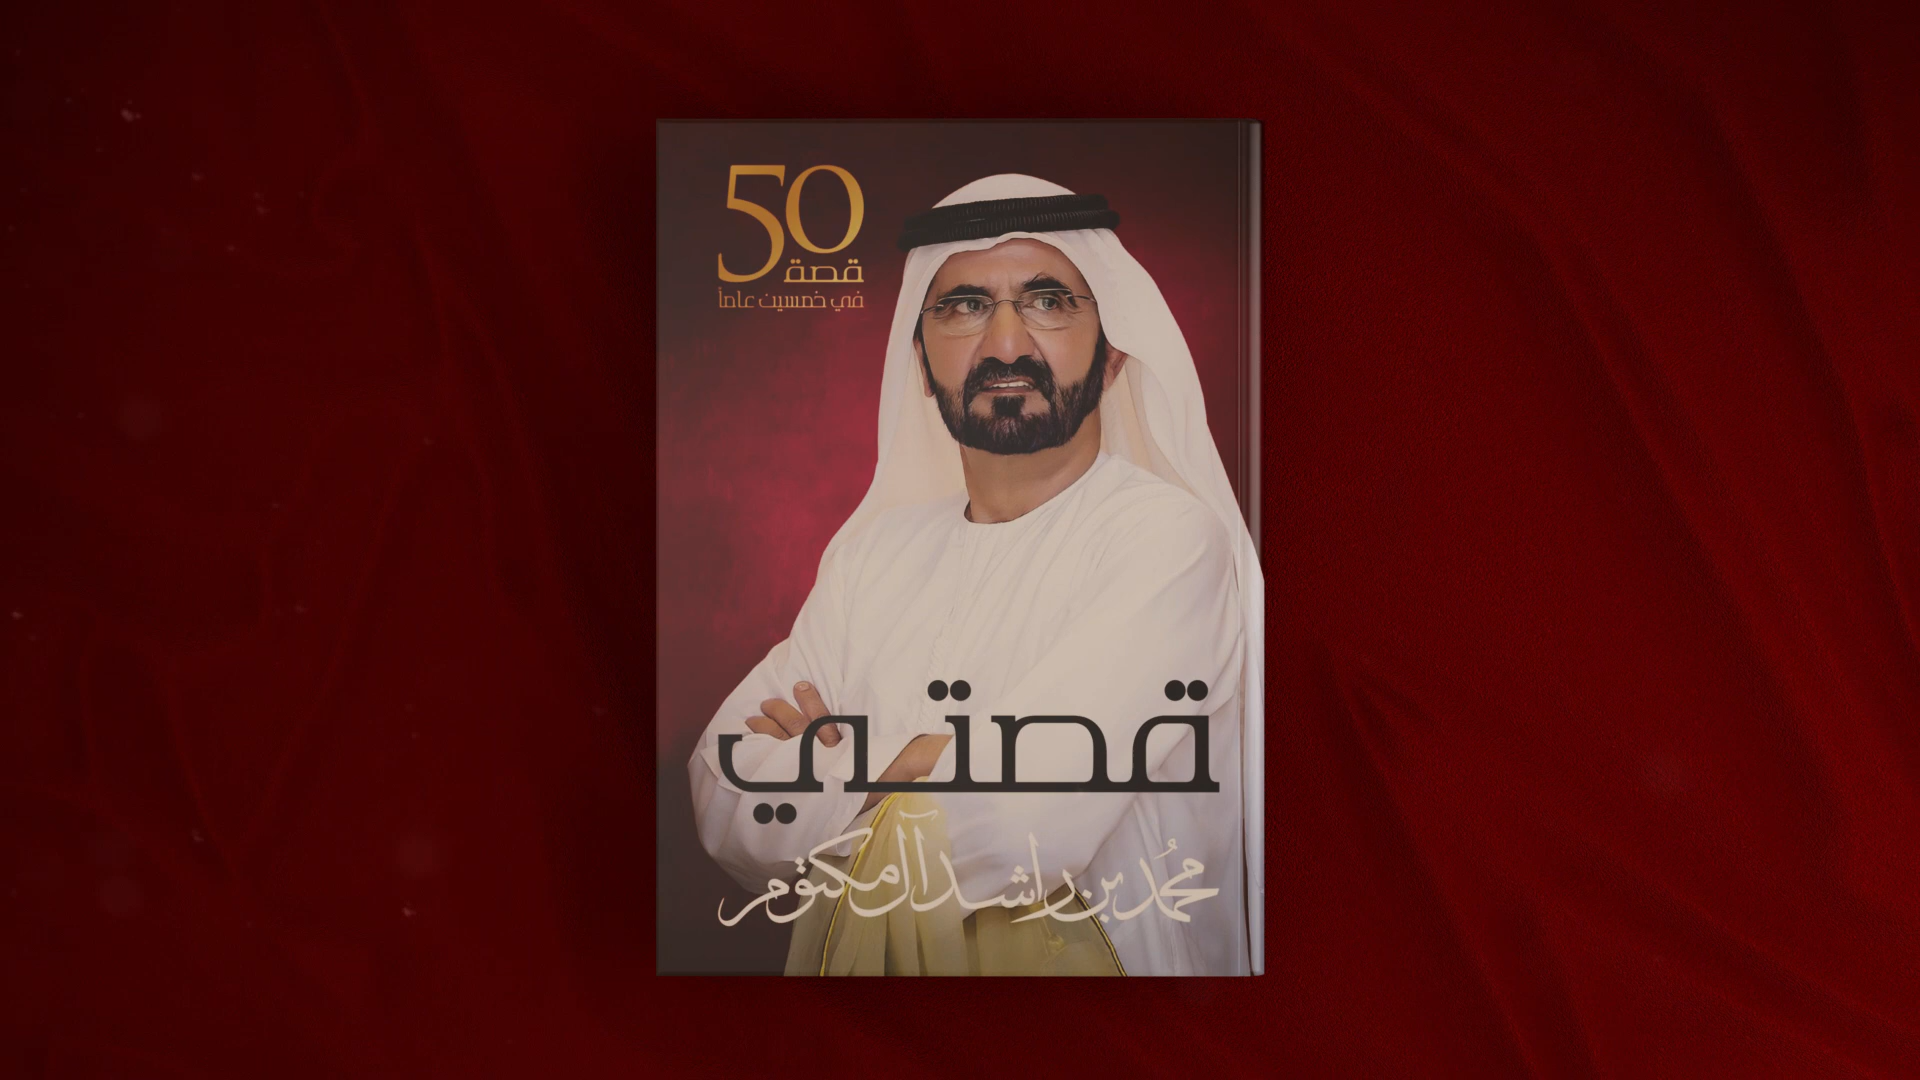 50
قصة
في خمسين عاماً
قصتي
محمد بن راشد آل مكتوم